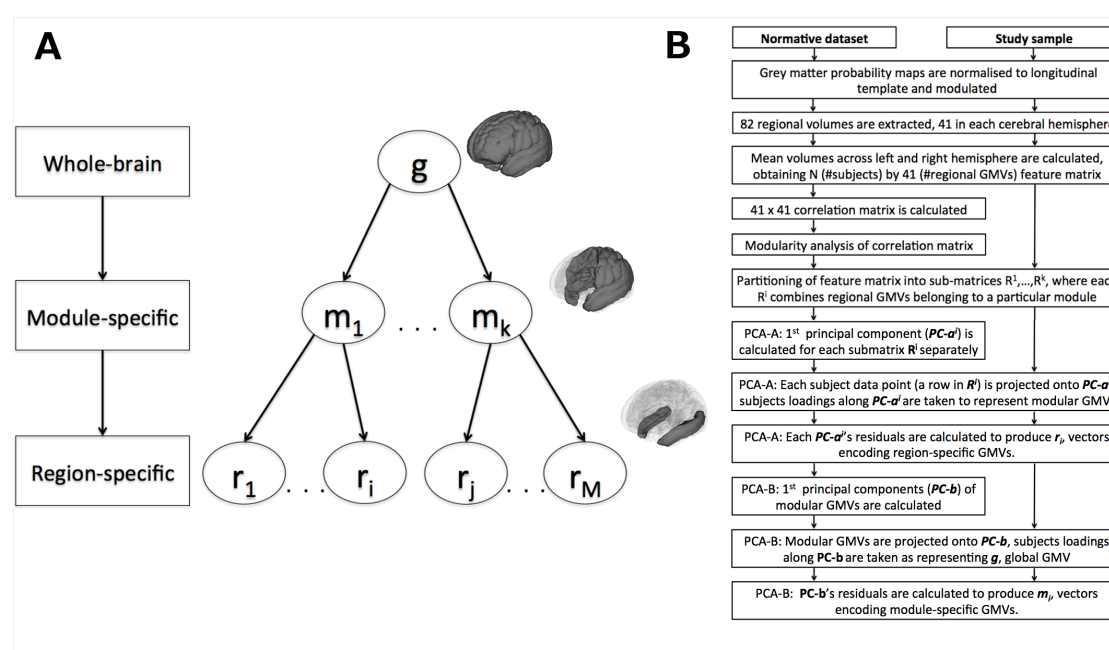 A
B
Whole-brain
Module-specific
Region-specific
g
m1 . . . mk
r1 . . . ri rj . . . rM
Normative dataset
Study sample
Grey matter probability maps are normalised to longitudinal
template and modulated
82 regional volumes are extracted, 41 in each cerebral hemisphere
Mean volumes across left and right hemisphere are calculated,
obtaining N (#subjects) by 41 (#regional GMVs) feature matrix
41 x 41 correlation matrix is calculated
Modularity analysis of correlation matrix
Partitioning of feature matrix into sub-matrices R¹,...,Rᵏ, where eac
Rⁱ combines regional GMVs belonging to a particular module
PCA-A: 1ˢᵗ principal component (PC-aⁱ) is
calculated for each submatrix Rⁱ separately
PCA-A: Each subject data point (a row in Rⁱ) is projected onto PC-a
subjects loadings along PC-aⁱ are taken to represent modular GMV
PCA-A: Each PC-aⁱ's residuals are calculated to produce rᵢ, vectors
encoding region-specific GMVs.
PCA-B: 1ˢᵗ principal components (PC-b) of
modular GMVs are calculated
PCA-B: Modular GMVs are projected onto PC-b, subjects loadings
along PC-b are taken as representing g, global GMV
PCA-B: PC-b's residuals are calculated to produce mᵢ, vectors
encoding module-specific GMVs.